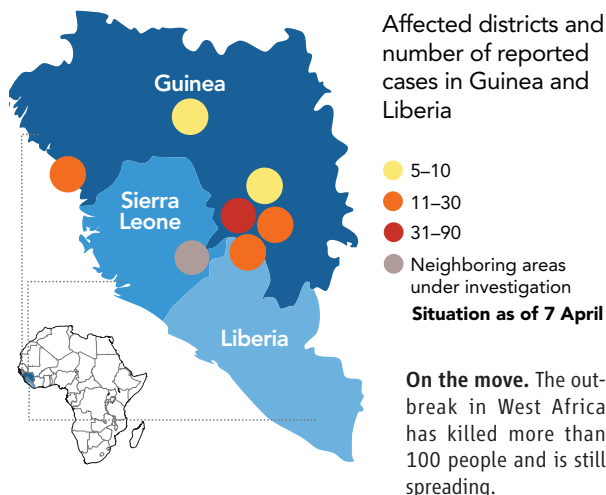 Affected districts and
number of reported
cases in Guinea and
Liberia
5–10
11–30
31–90
Neighboring areas
under investigation
Situation as of 7 April
Guinea
Sierra
Leone
Liberia
On the move. The out-
break in West Africa
has killed more than
100 people and is still
spreading.